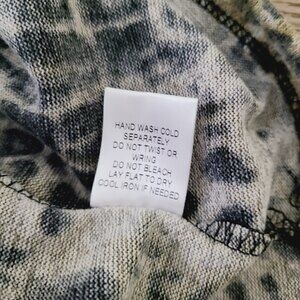 HAND WASH COLD
SEPARATELY
DO NOT TWIST OR
WRING
DO NOT BLEACH
LAY FLAT TO DRY
COOL IRON IF NEEDED